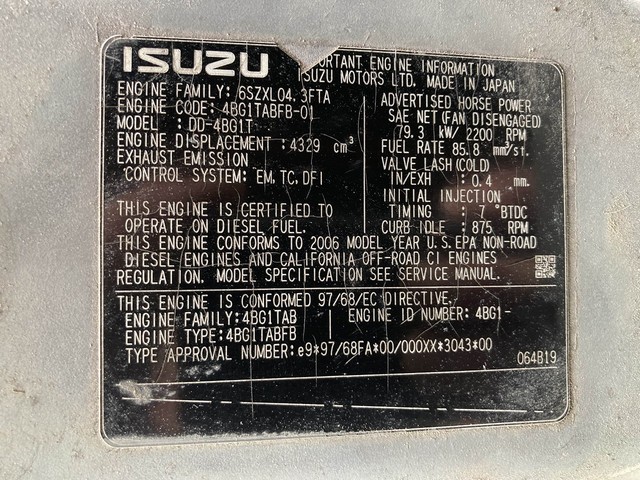 ISUZU
IMPORTANT ENGINE INFORMATION
ISUZU MOTORS LTD. MADE IN JAPAN
ENGINE FAMILY: 6SZXL04.3FTA
ENGINE CODE: 4BG1TABFB-01
MODEL : DD-4BG1T
ENGINE DISPLACEMENT : 4329 cm³
EXHAUST EMISSION
CONTROL SYSTEM: EM, TC, DFI
ADVERTISED HORSE POWER
SAE NET (FAN DISENGAGED)
79.3 kW/ 2200 RPM
FUEL RATE 85.8 mm³/st.
VALVE LASH (COLD)
IN/EXH : 0.4 mm.
INITIAL INJECTION
TIMING : 7 °BTDC
CURB IDLE : 875 RPM
THIS ENGINE IS CERTIFIED TO
OPERATE ON DIESEL FUEL.
THIS ENGINE CONFORMS TO 2006 MODEL YEAR U.S.EPA NON-ROAD
DIESEL ENGINES AND CALIFORNIA OFF-ROAD CI ENGINES
REGULATION. MODEL SPECIFICATION SEE SERVICE MANUAL.
THIS ENGINE IS CONFORMED 97/68/EC DIRECTIVE.
ENGINE FAMILY:4BG1TAB ENGINE ID NUMBER: 4BG1-
ENGINE TYPE:4BG1TABFB
TYPE APPROVAL NUMBER:e9*97/68FA*00/000XX*3043*00
064B19